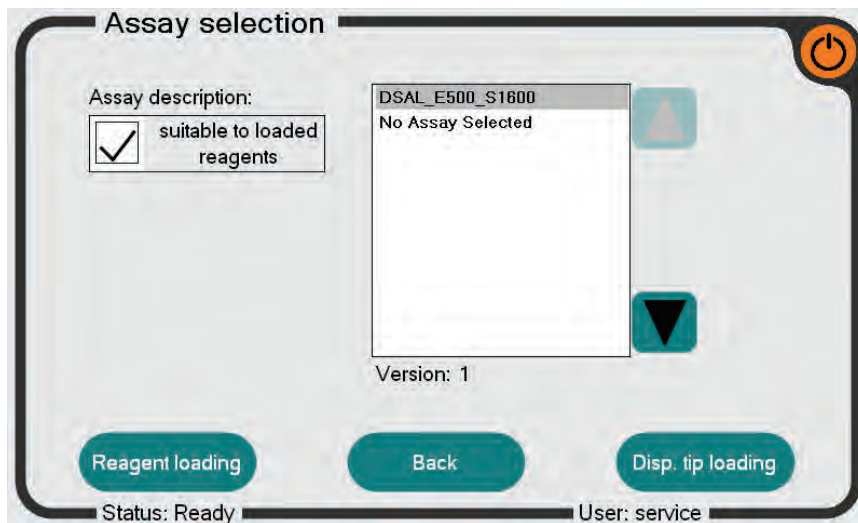 Assay selection
Assay description:
suitable to loaded
reagents
DSAL_E500_S1600
No Assay Selected
Version: 1
Reagent loading
Back
Disp. tip loading
Status: Ready
User: service